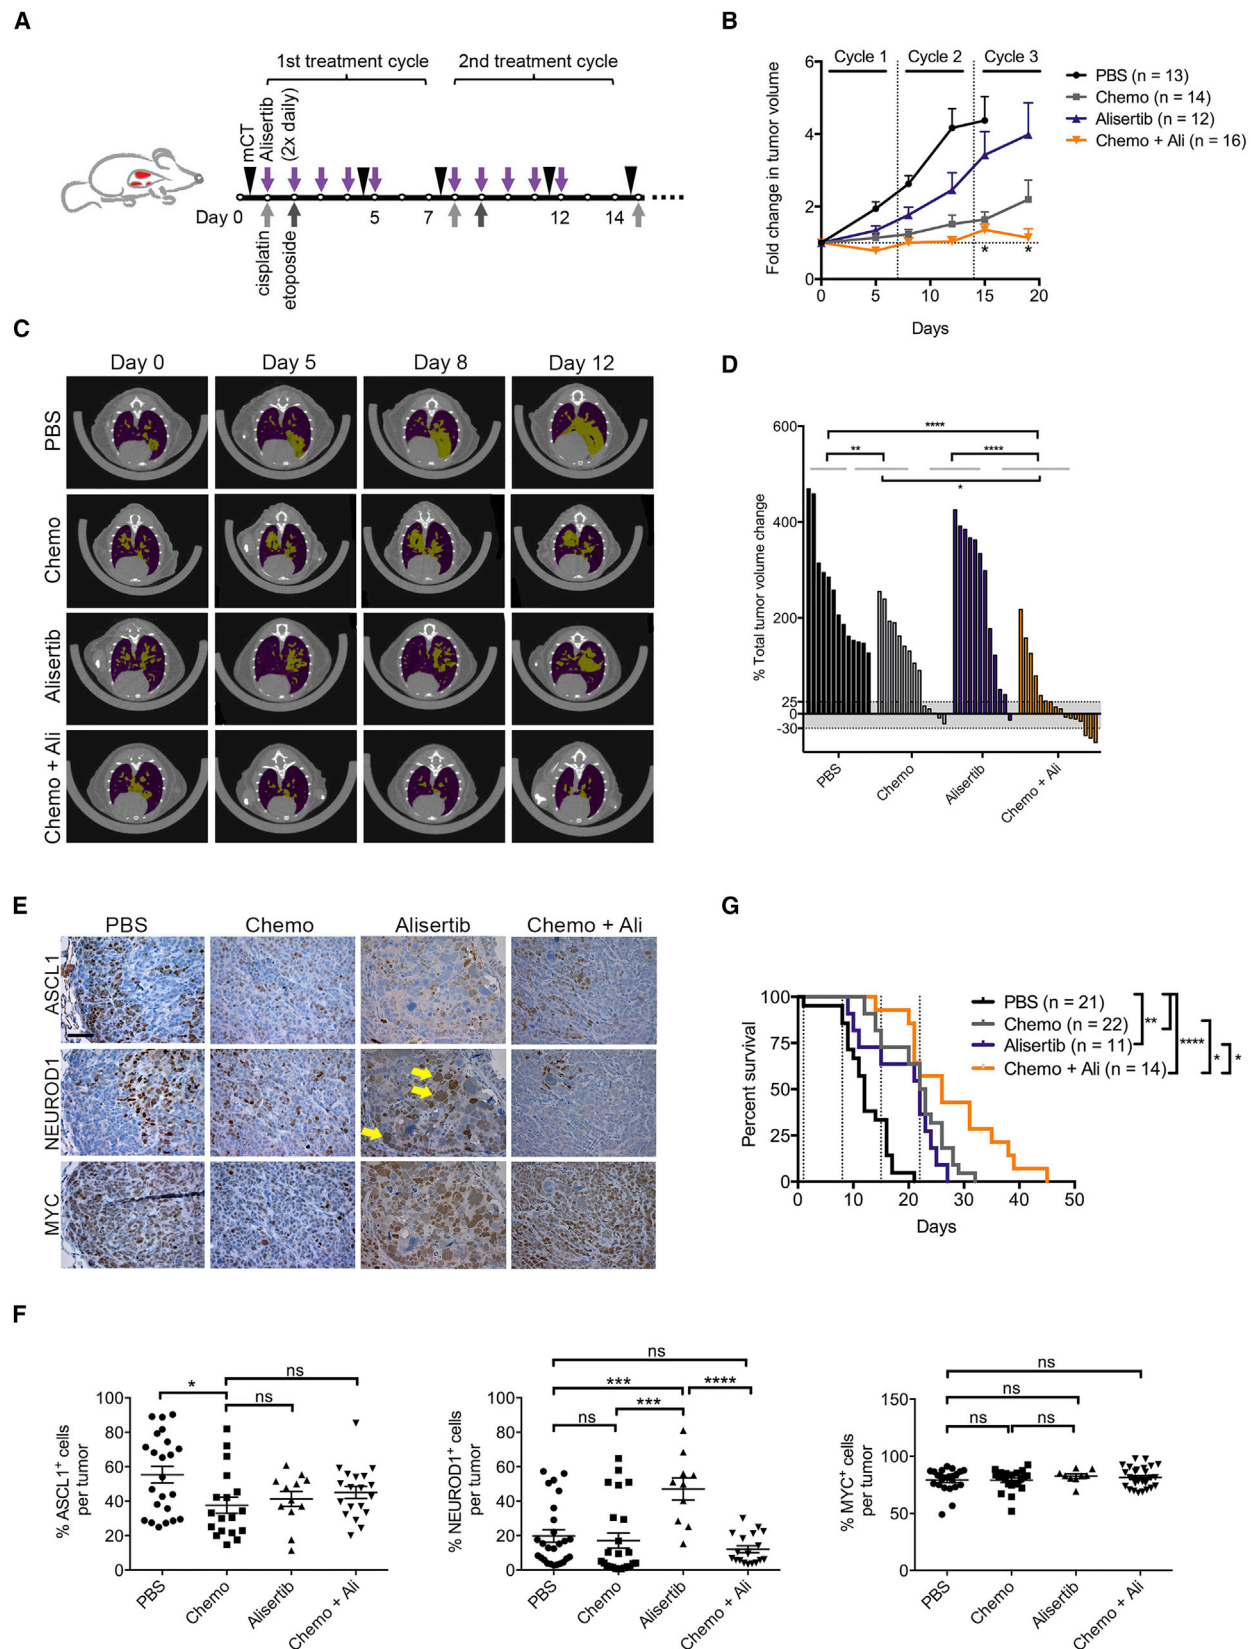 A
1st treatment cycle
2nd treatment cycle
mCT
Alisertib
(2x daily)
Day 0
5
7
12
14
cisplatin
etoposide
B
Cycle 1
Cycle 2
Cycle 3
Fold change in tumor volume
6
4
2
0
0
5
10
15
20
Days
* *
PBS (n = 13)
Chemo (n = 14)
Alisertib (n = 12)
Chemo + Ali (n = 16)
C
Day 0
Day 5
Day 8
Day 12
PBS
Chemo
Alisertib
Chemo + Ali
D
% Total tumor volume change
600
400
200
25
0
-30
****
**
****
*
PBS
Chemo
Alisertib
Chemo + Ali
E
PBS
Chemo
Alisertib
Chemo + Ali
ASCL1
NEUROD1
MYC
G
Percent survival
100
75
50
25
0
0
10
20
30
40
50
Days
PBS (n = 21)
Chemo (n = 22)
Alisertib (n = 11)
Chemo + Ali (n = 14)
**
****
*
*
F
% ASCL1+ cells
per tumor
100
80
60
40
20
0
*
ns
ns
PBS
Chemo
Alisertib
Chemo + Ali
% NEUROD1+ cells
per tumor
100
80
60
40
20
0
ns
***
****
***
ns
PBS
Chemo
Alisertib
Chemo + Ali
% MYC+ cells
per tumor
150
100
50
0
ns
ns
ns
ns
PBS
Chemo
Alisertib
Chemo + Ali